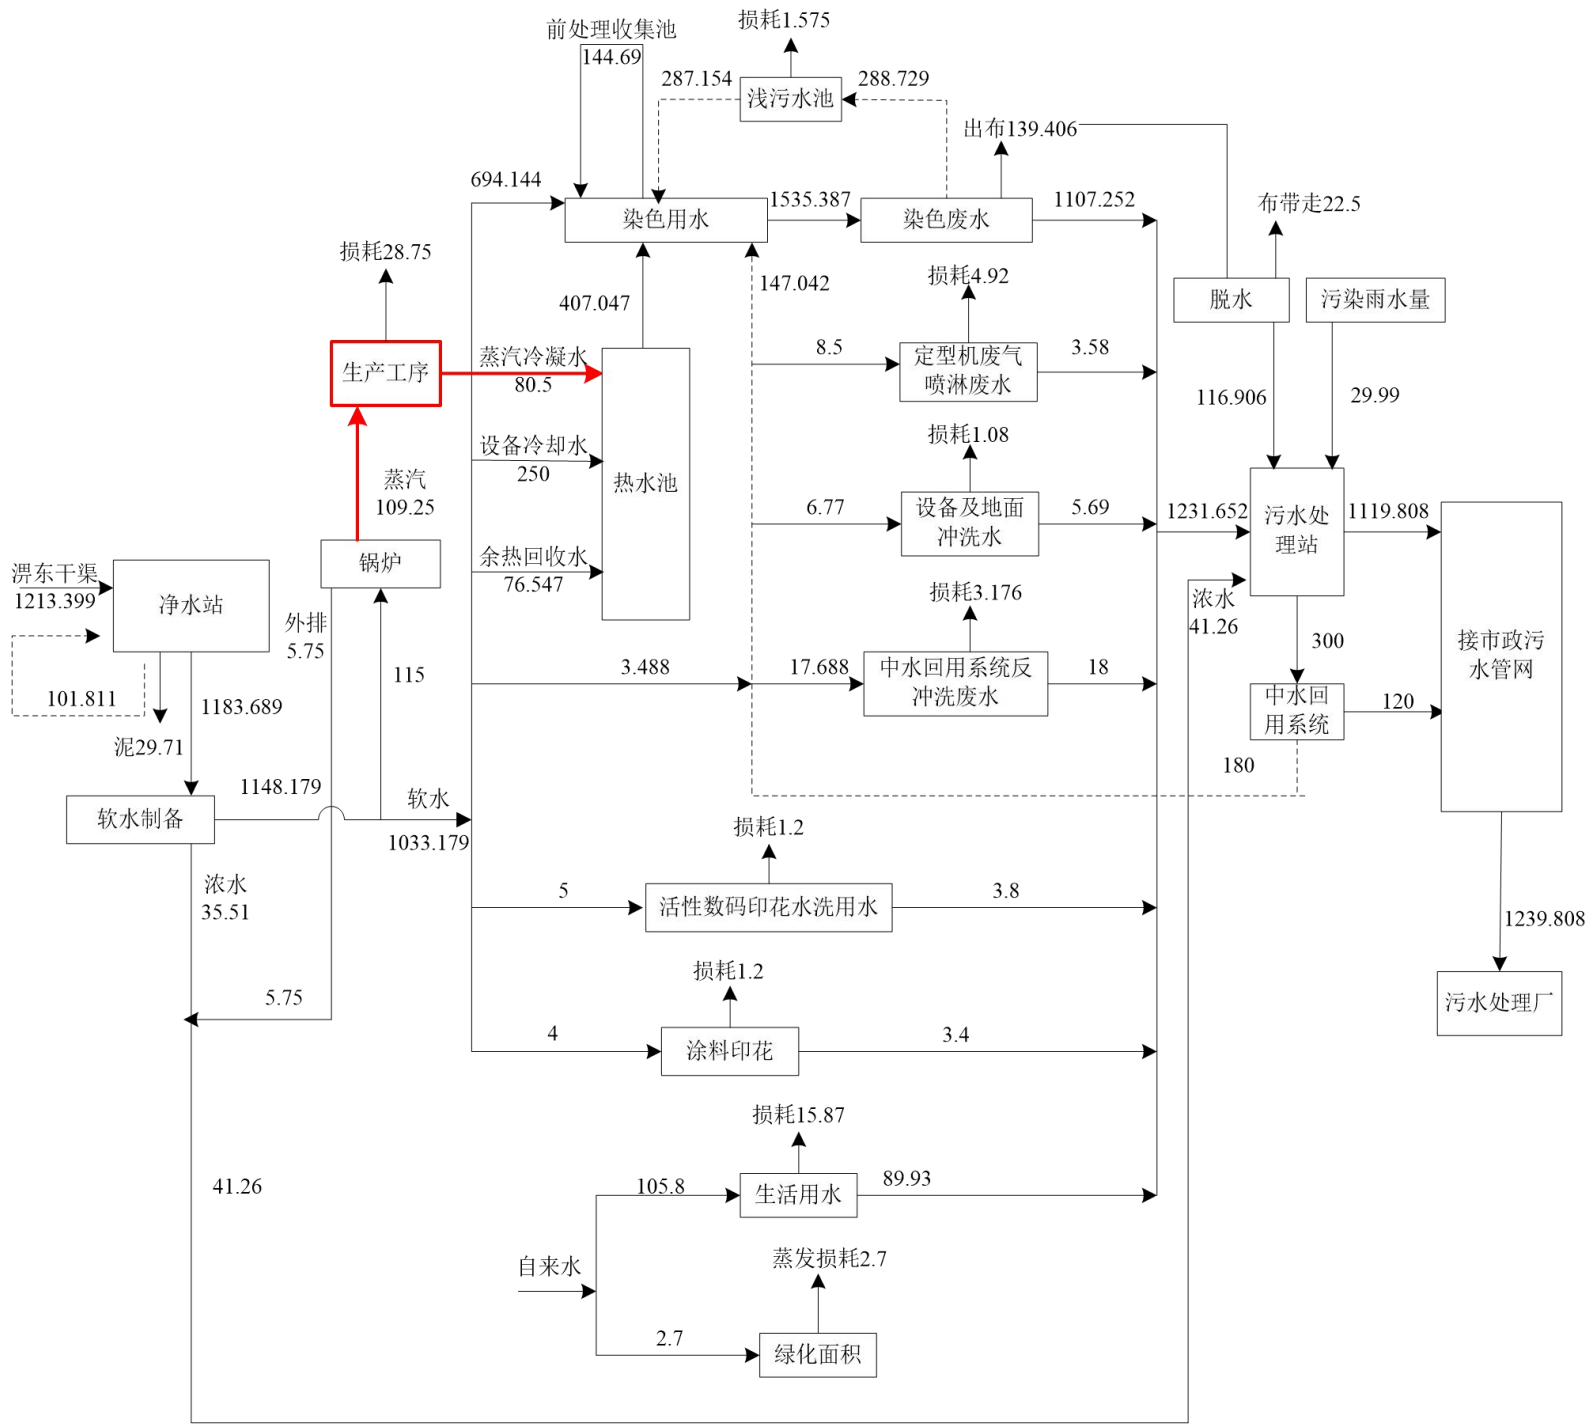 前处理收集池
144.69
损耗1.575
287.154
288.729
浅污水池
出布139.406
694.144
染色用水
1535.387
染色废水
1107.252
布带走22.5
损耗28.75
407.047
147.042
损耗4.92
脱水
污染雨水量
生产工序
蒸汽冷凝水
80.5
8.5
定型机废气
喷淋废水
3.58
116.906
29.99
损耗1.08
设备冷却水
250
热水池
蒸汽
109.25
6.77
设备及地面
冲洗水
5.69
1231.652
污水处
理站
1119.808
锅炉
余热回收水
76.547
淠东干渠
1213.399
净水站
损耗3.176
浓水
41.26
外排
5.75
300
接市政污
水管网
115
3.488
17.688
中水回用系统反
冲洗废水
18
101.811
1183.689
中水回
用系统
120
泥29.71
180
1148.179
软水
1033.179
软水制备
损耗1.2
浓水
35.51
5
活性数码印花水洗用水
3.8
1239.808
损耗1.2
5.75
4
涂料印花
3.4
污水处理厂
损耗15.87
41.26
105.8
生活用水
89.93
自来水
蒸发损耗2.7
2.7
绿化面积